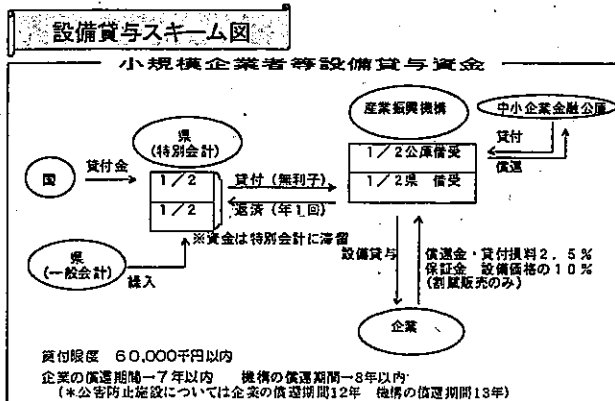 設備貸与スキーム図
小規模企業者等設備貸与資金
産業振興機構
中小企業金融公庫
県
(特別会計)
貸付
償還
1/2公庫借受
1/2県 借受
国
貸付金
1/2
1/2
貸付(無利子)
返済(年1回)
※資金は特別会計に滞留
県
(一般会計)
繰入
設備貸与
償還金・貸付損料2.5%
保証金 設備価格の10%
(割賦販売のみ)
企業
貸付限度 60,000千円以内
企業の償還期間→7年以内 機構の償還期間→8年以内
(*公害防止施設については企業の償還期間12年 機構の償還期間13年)